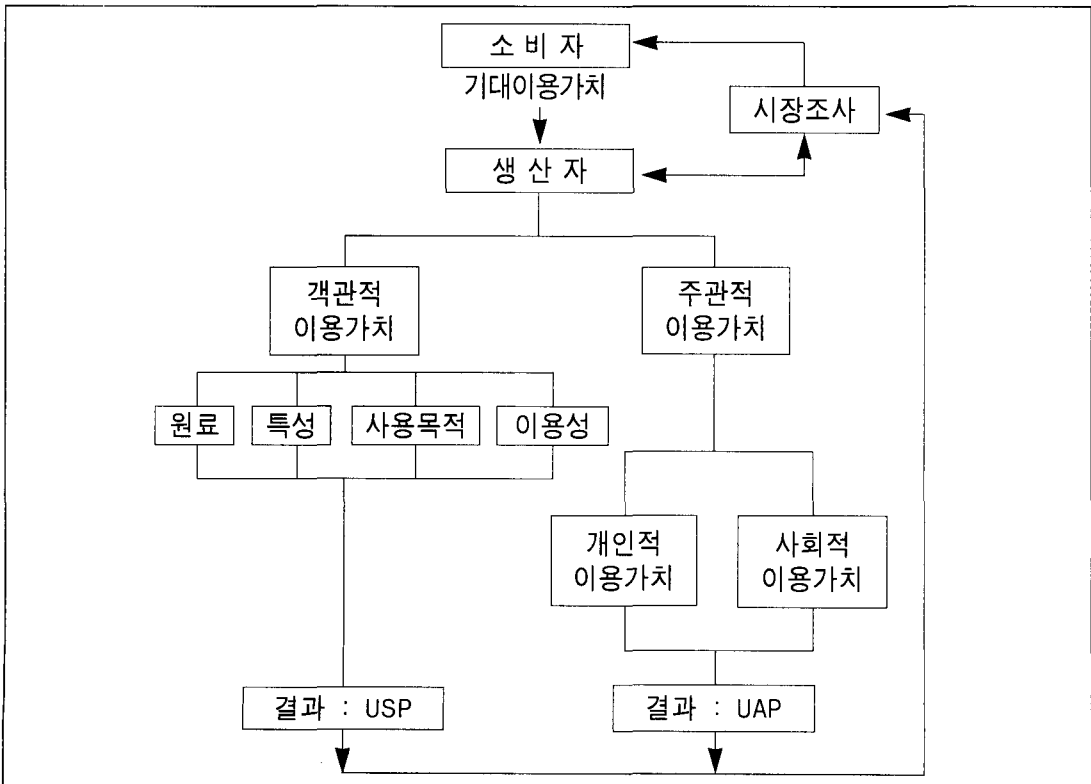 소 비 자
기대이용가치
시장조사
생 산 자
객관적
이용가치
주관적
이용가치
원료
특성
사용목적
이용성
개인적
이용가치
사회적
이용가치
결과 : USP
결과 : UAP